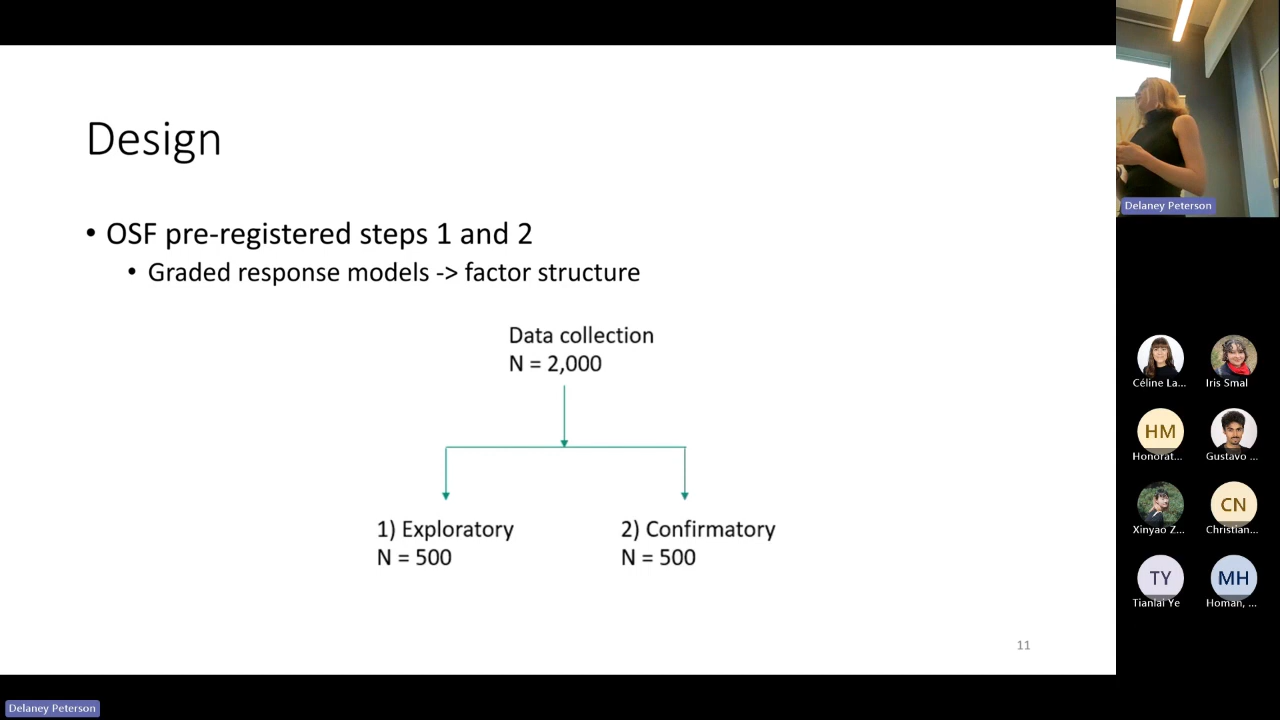 Design
• OSF pre-registered steps 1 and 2
• Graded response models -> factor structure
Data collection
N = 2,000
1) Exploratory
N = 500
2) Confirmatory
N = 500
11
Delaney Peterson
Céline La...
Iris Smal
HM
Honorat...
Gustavo ...
Xinyao Z...
CN
Christian...
TY
Tianlai Ye
MH
Homan, ...
Delaney Peterson